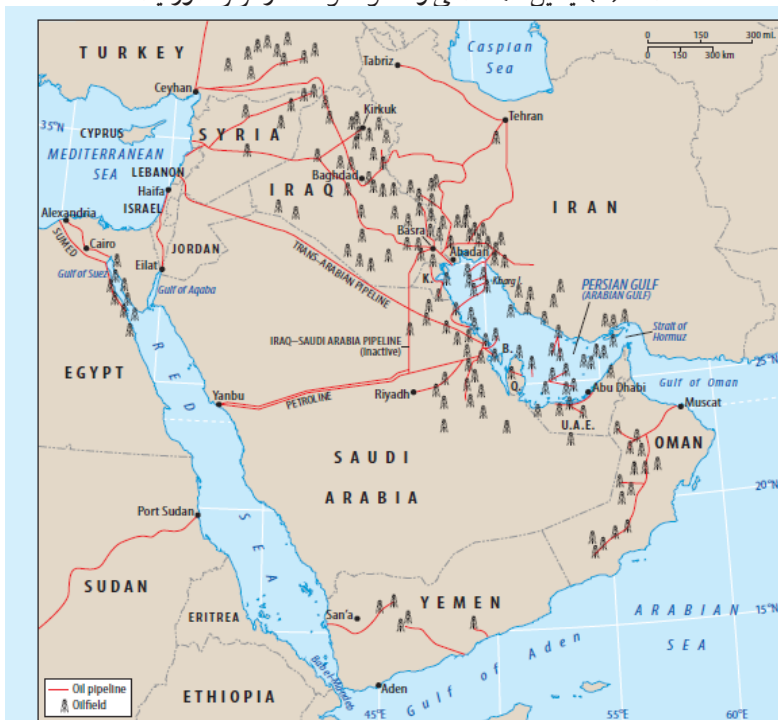 TURKEY
Caspian
Sea
0 150 300 mi.
0 150 300 km
Tabriz
Ceyhan
Tehran
35°N
CYPRUS
SYRIA
Kirkuk
MEDITERRANEAN
SEA
LEBANON
Baghdad
Haifa
IRAQ
IRAN
ISRAEL
Alexandria
SUMED
Cairo
JORDAN
Basra
Abadan
TRANS-ARABIAN PIPELINE
Eilat
Gulf of Suez
Gulf of Aqaba
K.
Kharg I.
PERSIAN GULF
(ARABIAN GULF)
Strait of
Hormuz
IRAQ–SAUDI ARABIA PIPELINE
(inactive)
B.
25°N
EGYPT
RED SEA
Yanbu
PETROLINE
Riyadh
Q.
Abu Dhabi
Gulf of Oman
Muscat
U.A.E.
OMAN
SAUDI
ARABIA
20°N
Port Sudan
SUDAN
ERITREA
San'a
YEMEN
ARABIAN
SEA
15°N
Bab el-Mandeb
Gulf of Aden
Aden
ETHIOPIA
Oil pipeline
Oilfield
45°E
55°E
60°E